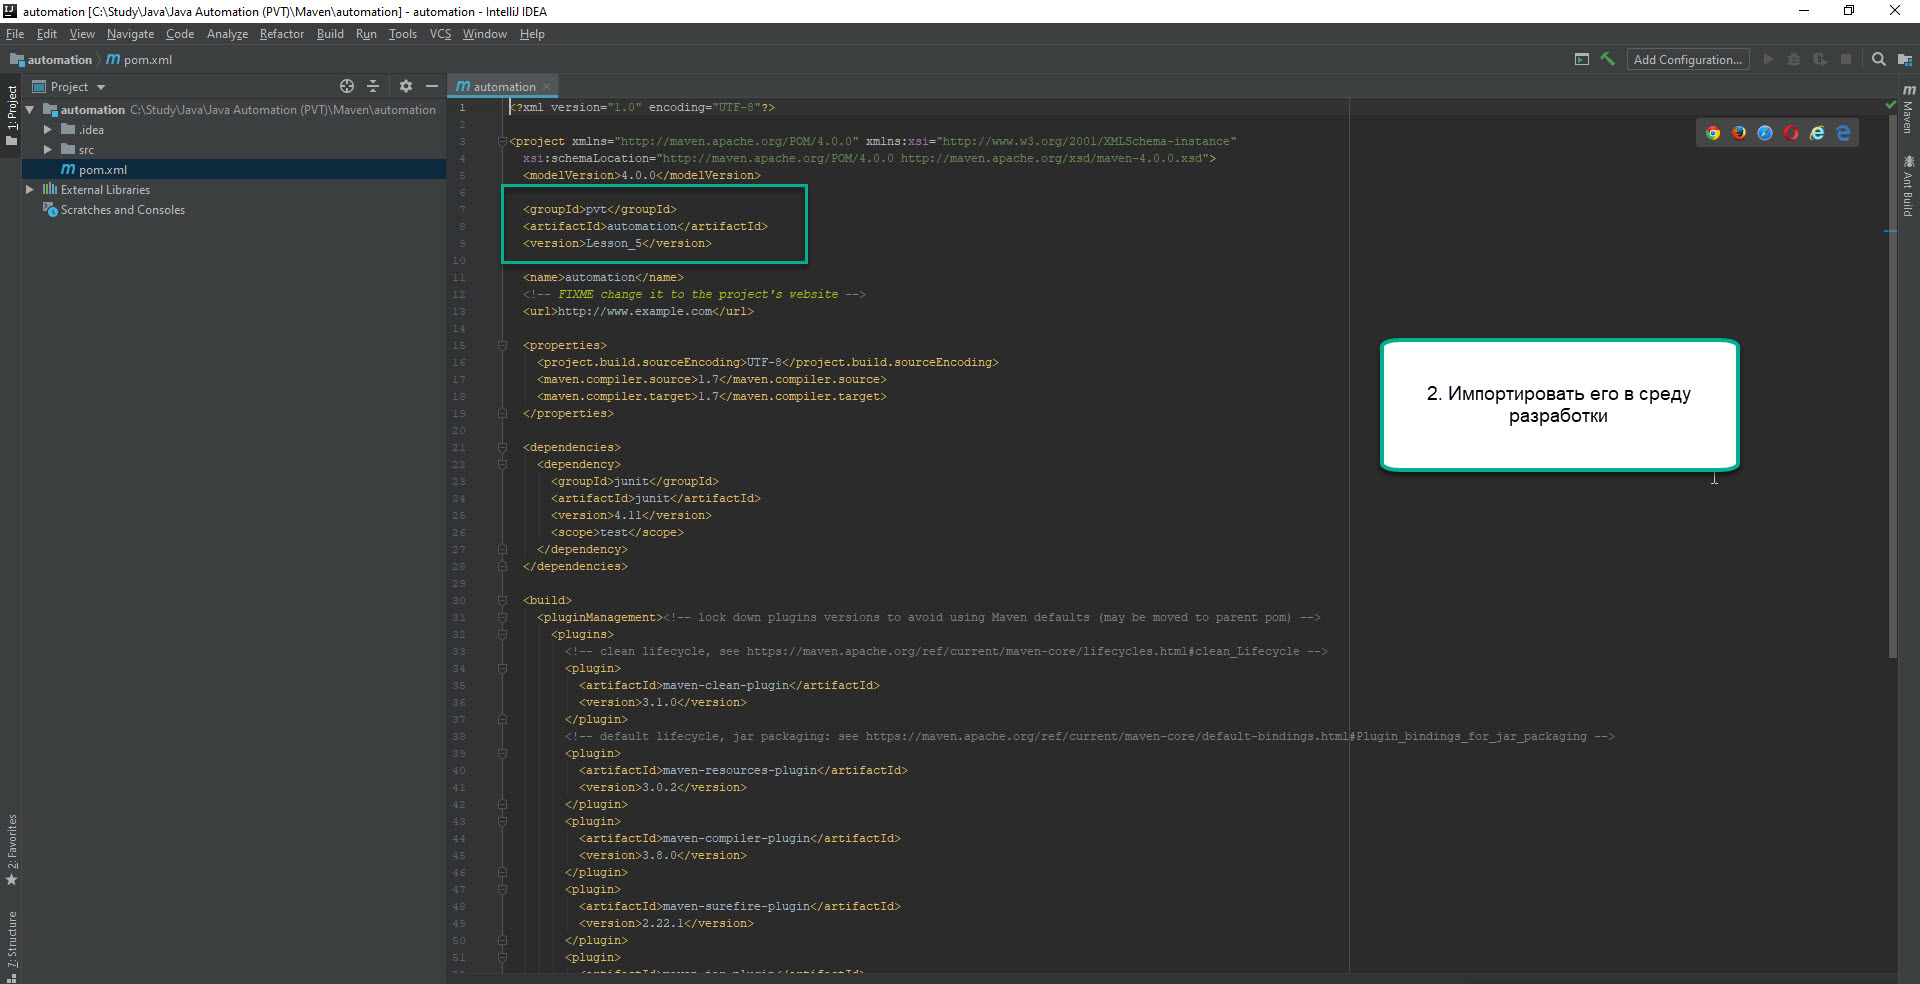 automation [C:\Study\Java\Java Automation (PVT)\Maven\automation] - automation - IntelliJ IDEA
File Edit View Navigate Code Analyze Refactor Build Run Tools VCS Window Help
automation pom.xml
Add Configuration...
1: Project
Project
automation C:\Study\Java\Java Automation (PVT)\Maven\automation
.idea
src
pom.xml
External Libraries
Scratches and Consoles
2: Favorites
7: Structure
automation
1 <?xml version="1.0" encoding="UTF-8"?>
2
3 <project xmlns="http://maven.apache.org/POM/4.0.0" xmlns:xsi="http://www.w3.org/2001/XMLSchema-instance"
4 xsi:schemaLocation="http://maven.apache.org/POM/4.0.0 http://maven.apache.org/xsd/maven-4.0.0.xsd">
5 <modelVersion>4.0.0</modelVersion>
6
7 <groupId>pvt</groupId>
8 <artifactId>automation</artifactId>
9 <version>Lesson_5</version>
10
11 <name>automation</name>
12 <!-- FIXME change it to the project's website -->
13 <url>http://www.example.com</url>
14
15 <properties>
16 <project.build.sourceEncoding>UTF-8</project.build.sourceEncoding>
17 <maven.compiler.source>1.7</maven.compiler.source>
18 <maven.compiler.target>1.7</maven.compiler.target>
19 </properties>
20
21 <dependencies>
22 <dependency>
23 <groupId>junit</groupId>
24 <artifactId>junit</artifactId>
25 <version>4.11</version>
26 <scope>test</scope>
27 </dependency>
28 </dependencies>
29
30 <build>
31 <pluginManagement><!-- lock down plugins versions to avoid using Maven defaults (may be moved to parent pom) -->
32 <plugins>
33 <!-- clean lifecycle, see https://maven.apache.org/ref/current/maven-core/lifecycles.html#clean_Lifecycle -->
34 <plugin>
35 <artifactId>maven-clean-plugin</artifactId>
36 <version>3.1.0</version>
37 </plugin>
38 <!-- default lifecycle, jar packaging: see https://maven.apache.org/ref/current/maven-core/default-bindings.html#Plugin_bindings_for_jar_packaging -->
39 <plugin>
40 <artifactId>maven-resources-plugin</artifactId>
41 <version>3.0.2</version>
42 </plugin>
43 <plugin>
44 <artifactId>maven-compiler-plugin</artifactId>
45 <version>3.8.0</version>
46 </plugin>
47 <plugin>
48 <artifactId>maven-surefire-plugin</artifactId>
49 <version>2.22.1</version>
50 </plugin>
51 <plugin>
2. Импортировать его в среду
разработки
Maven
Ant Build